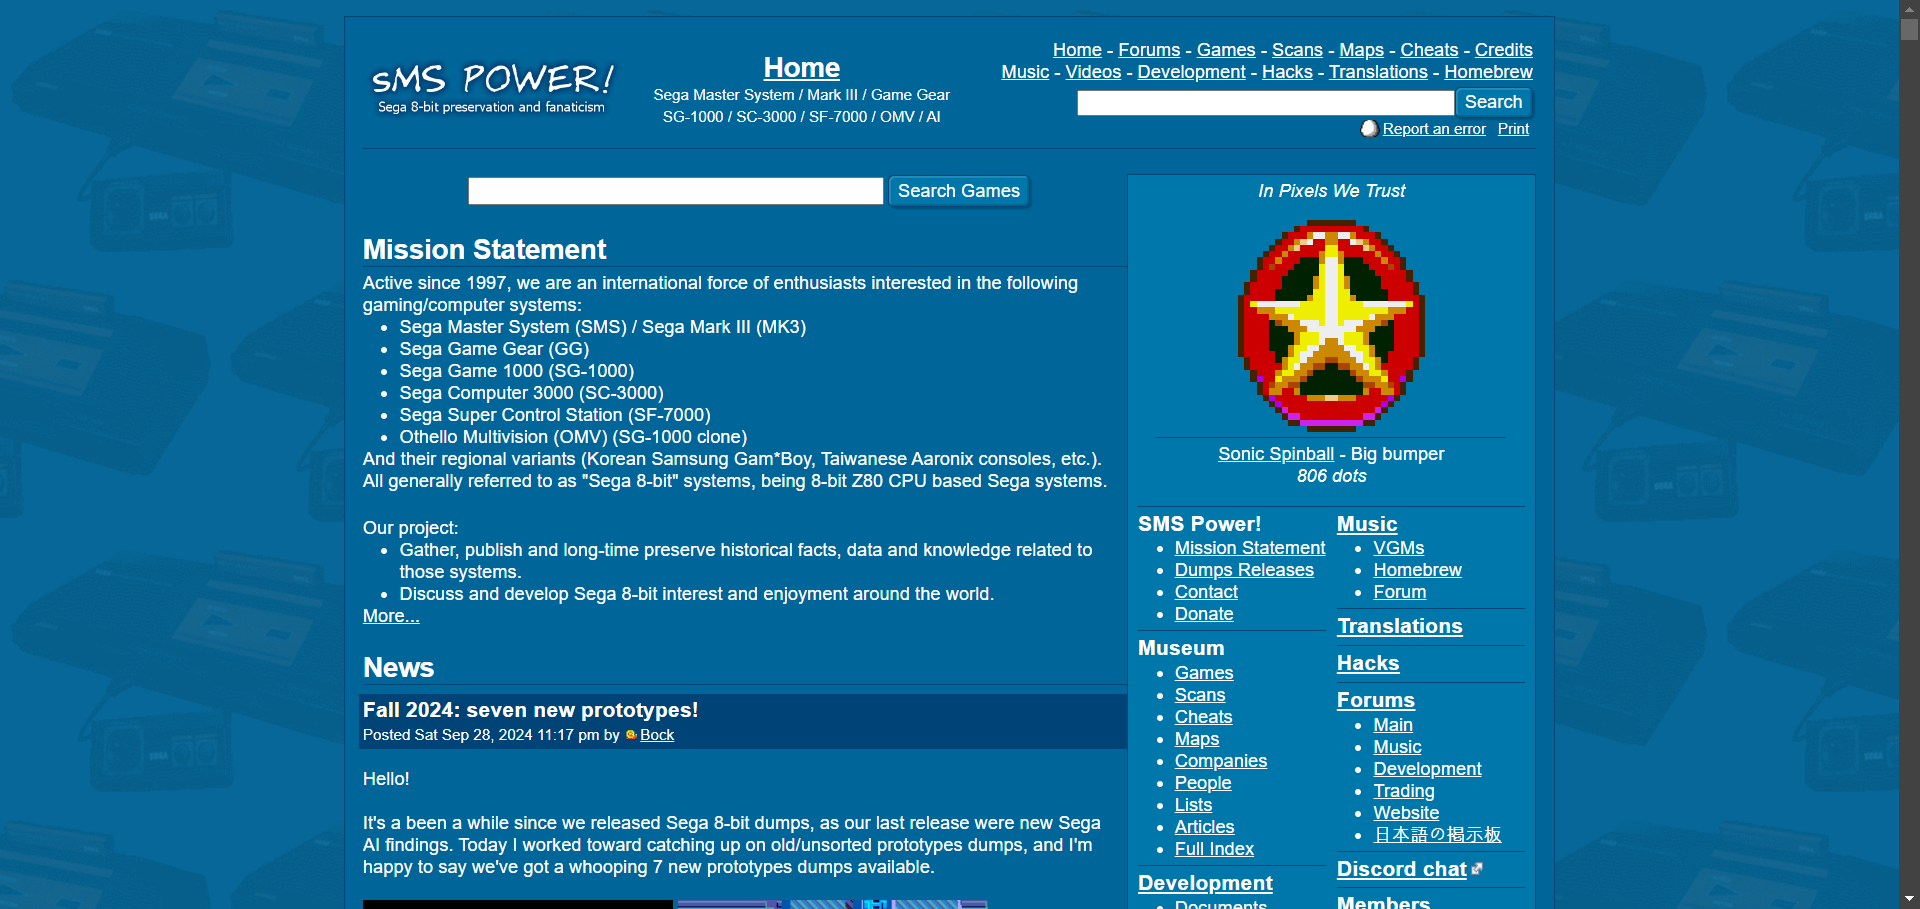 sMS POWER!
Sega 8-bit preservation and fanaticism
Home
Sega Master System / Mark III / Game Gear
SG-1000 / SC-3000 / SF-7000 / OMV / AI
Home - Forums - Games - Scans - Maps - Cheats - Credits
Music - Videos - Development - Hacks - Translations - Homebrew
Search
Report an error Print
Search Games
Mission Statement
Active since 1997, we are an international force of enthusiasts interested in the following
gaming/computer systems:
• Sega Master System (SMS) / Sega Mark III (MK3)
• Sega Game Gear (GG)
• Sega Game 1000 (SG-1000)
• Sega Computer 3000 (SC-3000)
• Sega Super Control Station (SF-7000)
• Othello Multivision (OMV) (SG-1000 clone)
And their regional variants (Korean Samsung Gam*Boy, Taiwanese Aaronix consoles, etc.).
All generally referred to as "Sega 8-bit" systems, being 8-bit Z80 CPU based Sega systems.
Our project:
• Gather, publish and long-time preserve historical facts, data and knowledge related to
those systems.
• Discuss and develop Sega 8-bit interest and enjoyment around the world.
More...
News
Fall 2024: seven new prototypes!
Posted Sat Sep 28, 2024 11:17 pm by Bock
Hello!
It's a been a while since we released Sega 8-bit dumps, as our last release were new Sega
AI findings. Today I worked toward catching up on old/unsorted prototypes dumps, and I'm
happy to say we've got a whooping 7 new prototypes dumps available.
In Pixels We Trust
Sonic Spinball - Big bumper
806 dots
SMS Power!
• Mission Statement
• Dumps Releases
• Contact
• Donate
Museum
• Games
• Scans
• Cheats
• Maps
• Companies
• People
• Lists
• Articles
• Full Index
Development
• Documents
Music
• VGMs
• Homebrew
• Forum
Translations
Hacks
Forums
• Main
• Music
• Development
• Trading
• Website
• 日本語の掲示板
Discord chat
Members